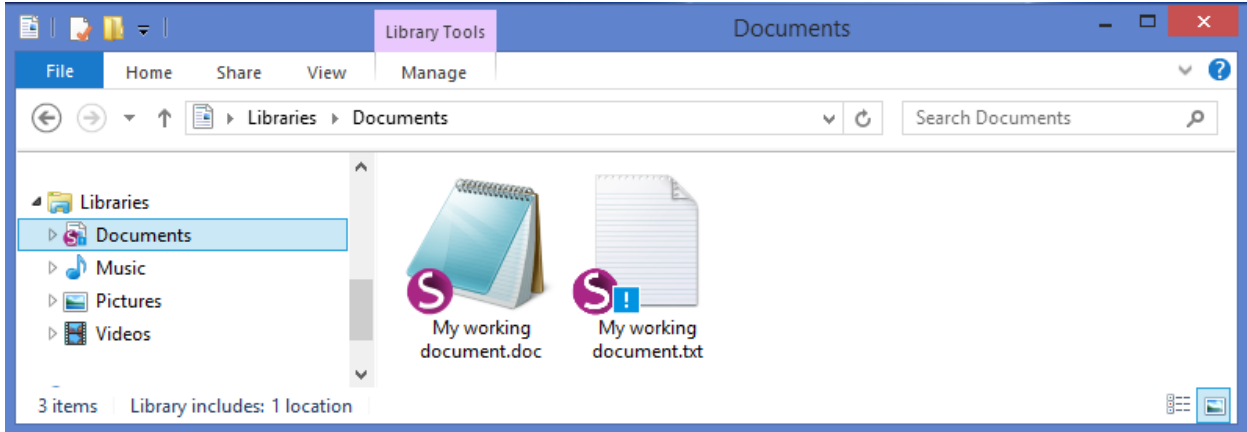 Library Tools
Documents
File
Home
Share
View
Manage
Libraries
Documents
Search Documents
Libraries
Documents
Music
Pictures
Videos
S
My working
document.doc
S
!
My working
document.txt
3 items
Library includes: 1 location